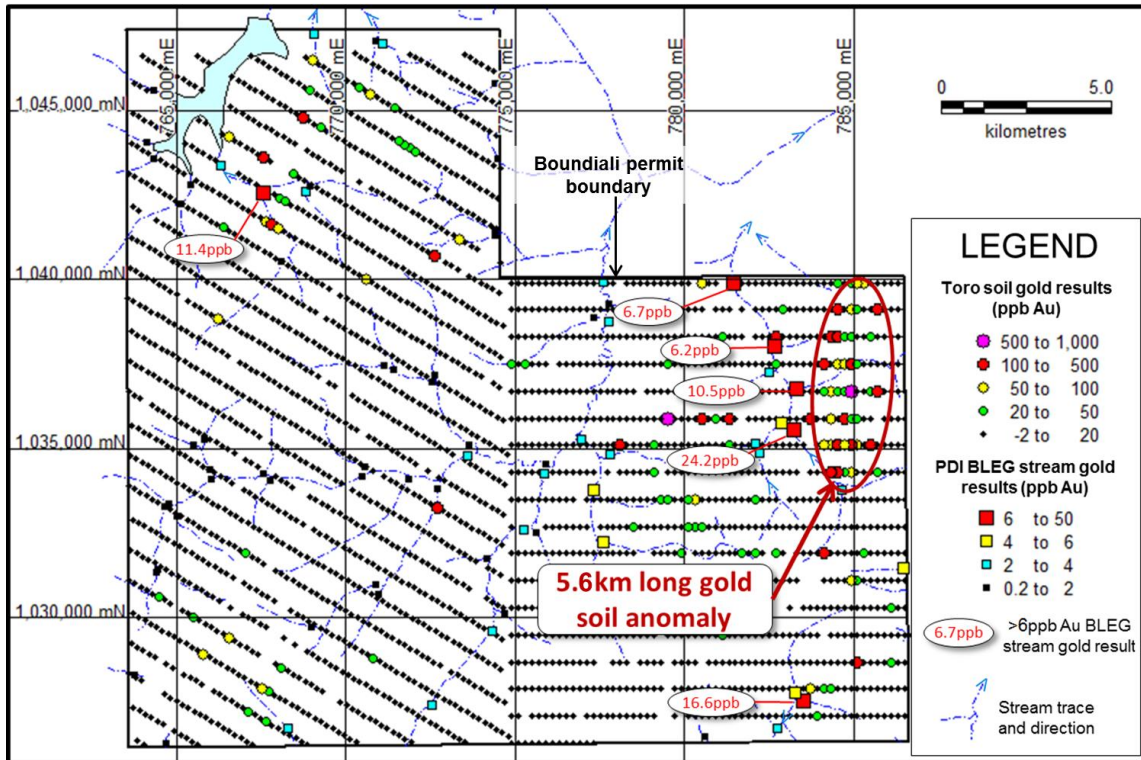 765,000 mE
770,000 mE
775,000 mE
780,000 mE
785,000 mE
0 5.0
kilometres
1,045,000 mN
Boundiali permit
boundary
11.4ppb
1,040,000 mN
6.7ppb
6.2ppb
10.5ppb
1,035,000 mN
24.2ppb
5.6km long gold
soil anomaly
1,030,000 mN
16.6ppb
LEGEND
Toro soil gold results
(ppb Au)
500 to 1,000
100 to 500
50 to 100
20 to 50
-2 to 20
PDI BLEG stream gold
results (ppb Au)
6 to 50
4 to 6
2 to 4
0.2 to 2
6.7ppb
>6ppb Au BLEG
stream gold result
Stream trace
and direction